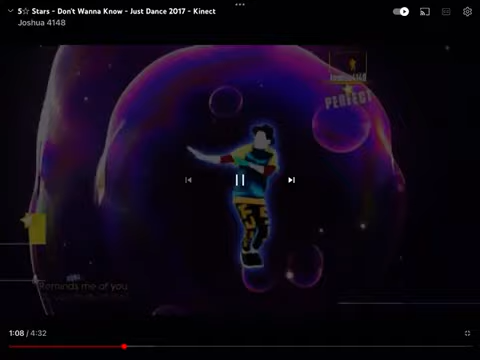 5☆ Stars - Don't Wanna Know - Just Dance 2017 - Kinect
Joshua 4148
PERFECT
Reminds me of you
1:08 / 4:32